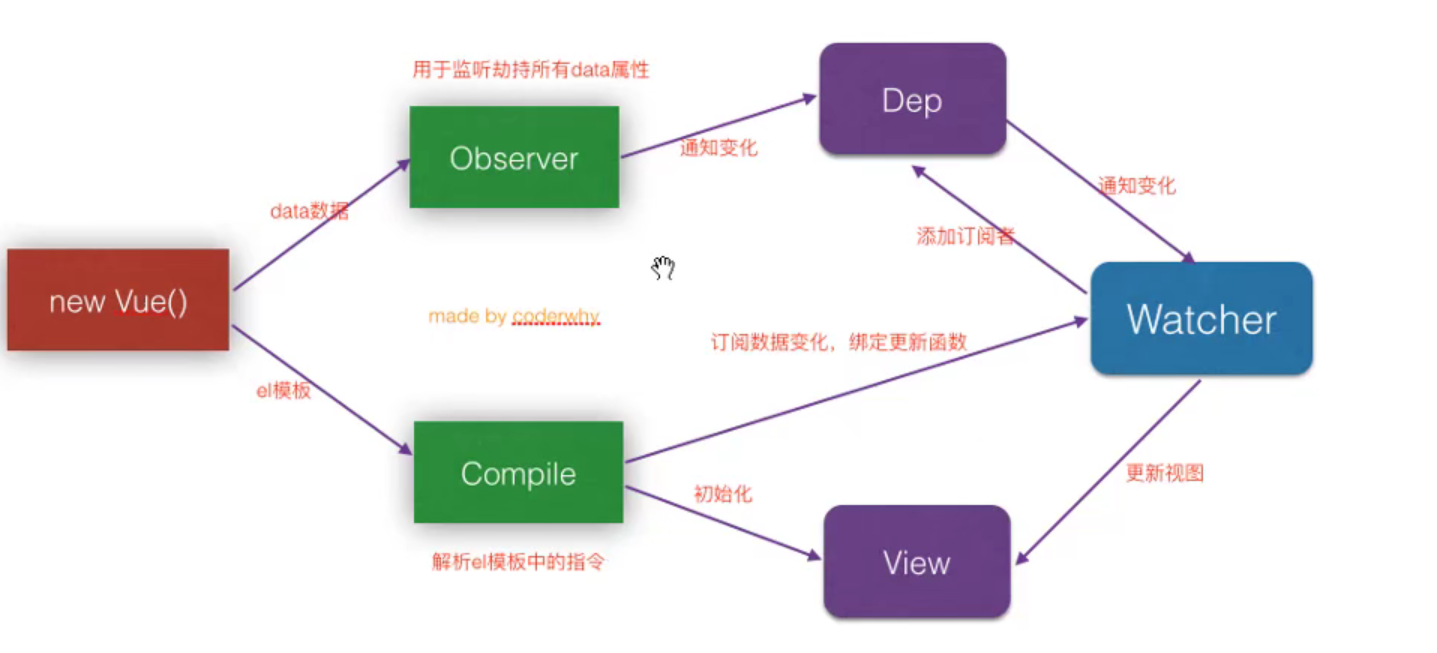 用于监听劫持所有data属性
Dep
Observer
通知变化
通知变化
data数据
添加订阅者
new Vue()
made by coderwhy
Watcher
订阅数据变化，绑定更新函数
el模板
Compile
更新视图
初始化
解析el模板中的指令
View